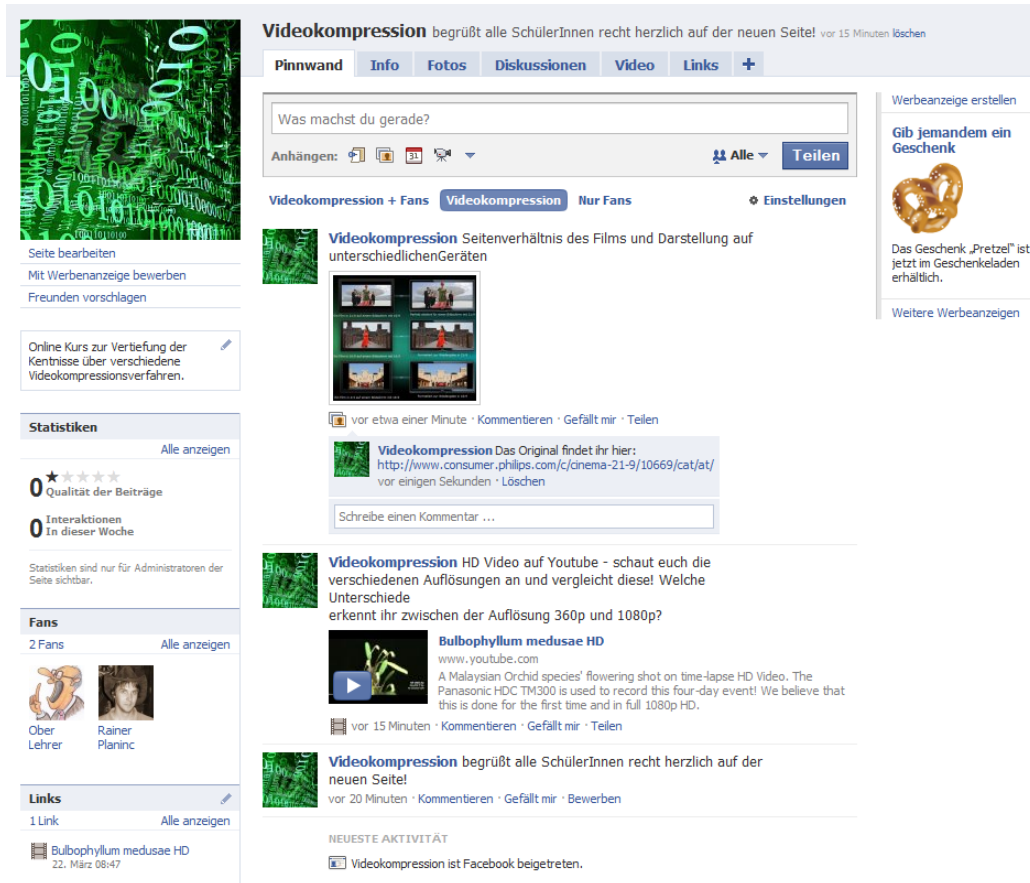 Videokompression begrüßt alle SchülerInnen recht herzlich auf der neuen Seite! vor 15 Minuten löschen
Pinnwand Info Fotos Diskussionen Video Links +
Was machst du gerade?
Anhängen: 31 Alle Teilen
Videokompression + Fans Videokompression Nur Fans Einstellungen
Videokompression Seitenverhältnis des Films und Darstellung auf
unterschiedlichenGeräten
vor etwa einer Minute · Kommentieren · Gefällt mir · Teilen
Videokompression Das Original findet ihr hier:
http://www.consumer.philips.com/c/cinema-21-9/10669/cat/at/
vor einigen Sekunden · Löschen
Schreibe einen Kommentar ...
Videokompression HD Video auf Youtube - schaut euch die
verschiedenen Auflösungen an und vergleicht diese! Welche
Unterschiede
erkennt ihr zwischen der Auflösung 360p und 1080p?
Bulbophyllum medusae HD
www.youtube.com
A Malaysian Orchid species' flowering shot on time-lapse HD Video. The
Panasonic HDC TM300 is used to record this four-day event! We believe that
this is done for the first time and in full 1080p HD.
vor 15 Minuten · Kommentieren · Gefällt mir · Teilen
Videokompression begrüßt alle SchülerInnen recht herzlich auf der
neuen Seite!
vor 20 Minuten · Kommentieren · Gefällt mir · Bewerben
NEUESTE AKTIVITÄT
Videokompression ist Facebook beigetreten.
Seite bearbeiten
Mit Werbenanzeige bewerben
Freunden vorschlagen
Online Kurs zur Vertiefung der
Kentnisse über verschiedene
Videokompressionsverfahren.
Statistiken
Alle anzeigen
0 Qualität der Beiträge
0 Interaktionen
In dieser Woche
Statistiken sind nur für Administratoren der
Seite sichtbar.
Fans
2 Fans Alle anzeigen
Ober
Lehrer
Rainer
Planinc
Links
1 Link Alle anzeigen
Bulbophyllum medusae HD
22. März 08:47
Werbeanzeige erstellen
Gib jemandem ein
Geschenk
Das Geschenk „Pretzel" ist
jetzt im Geschenkeladen
erhältlich.
Weitere Werbeanzeigen